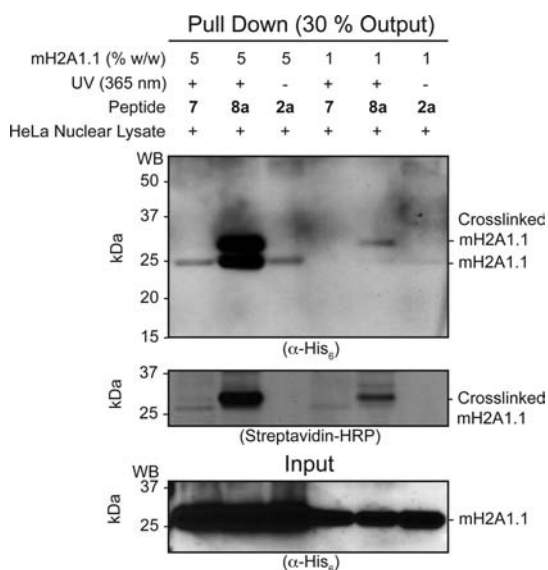 Pull Down (30 % Output)
mH2A1.1 (% w/w) 5 5 5 1 1 1
UV (365 nm) + + - + + -
Peptide 7 8a 2a 7 8a 2a
HeLa Nuclear Lysate + + + + + +
WB
50
37
25
20
15
kDa
Crosslinked
mH2A1.1
mH2A1.1
(α-His₆)
37
25
kDa
Crosslinked
mH2A1.1
(Streptavidin-HRP)
Input
WB
37
25
kDa
mH2A1.1
(α-His₆)